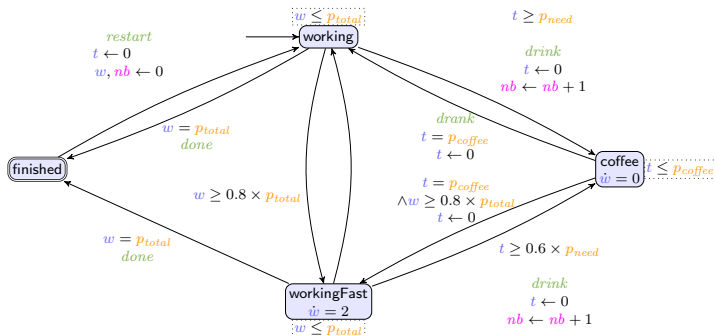 w ≤ p_total
working
t ≥ p_need
restart
t ← 0
w, nb ← 0
drink
t ← 0
nb ← nb + 1
w = p_total
done
drank
t = p_coffee
t ← 0
finished
coffee
ẇ = 0
t ≤ p_coffee
w ≥ 0.8 × p_total
t = p_coffee
∧w ≥ 0.8 × p_total
t ← 0
w = p_total
done
t ≥ 0.6 × p_need
workingFast
ẇ = 2
w ≤ p_total
drink
t ← 0
nb ← nb + 1